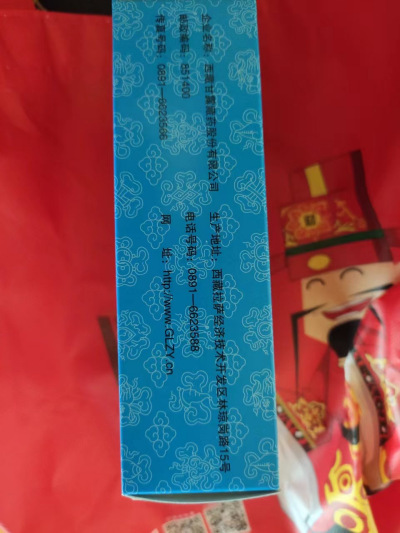 企业名称：西藏甘露藏药股份有限公司
生产地址：西藏拉萨经济技术开发区林琼岗路15号
邮政编码：851400
电话号码：0891—6623588
传真号码：0891—6623566
网 址：http://www.GLZY.cn